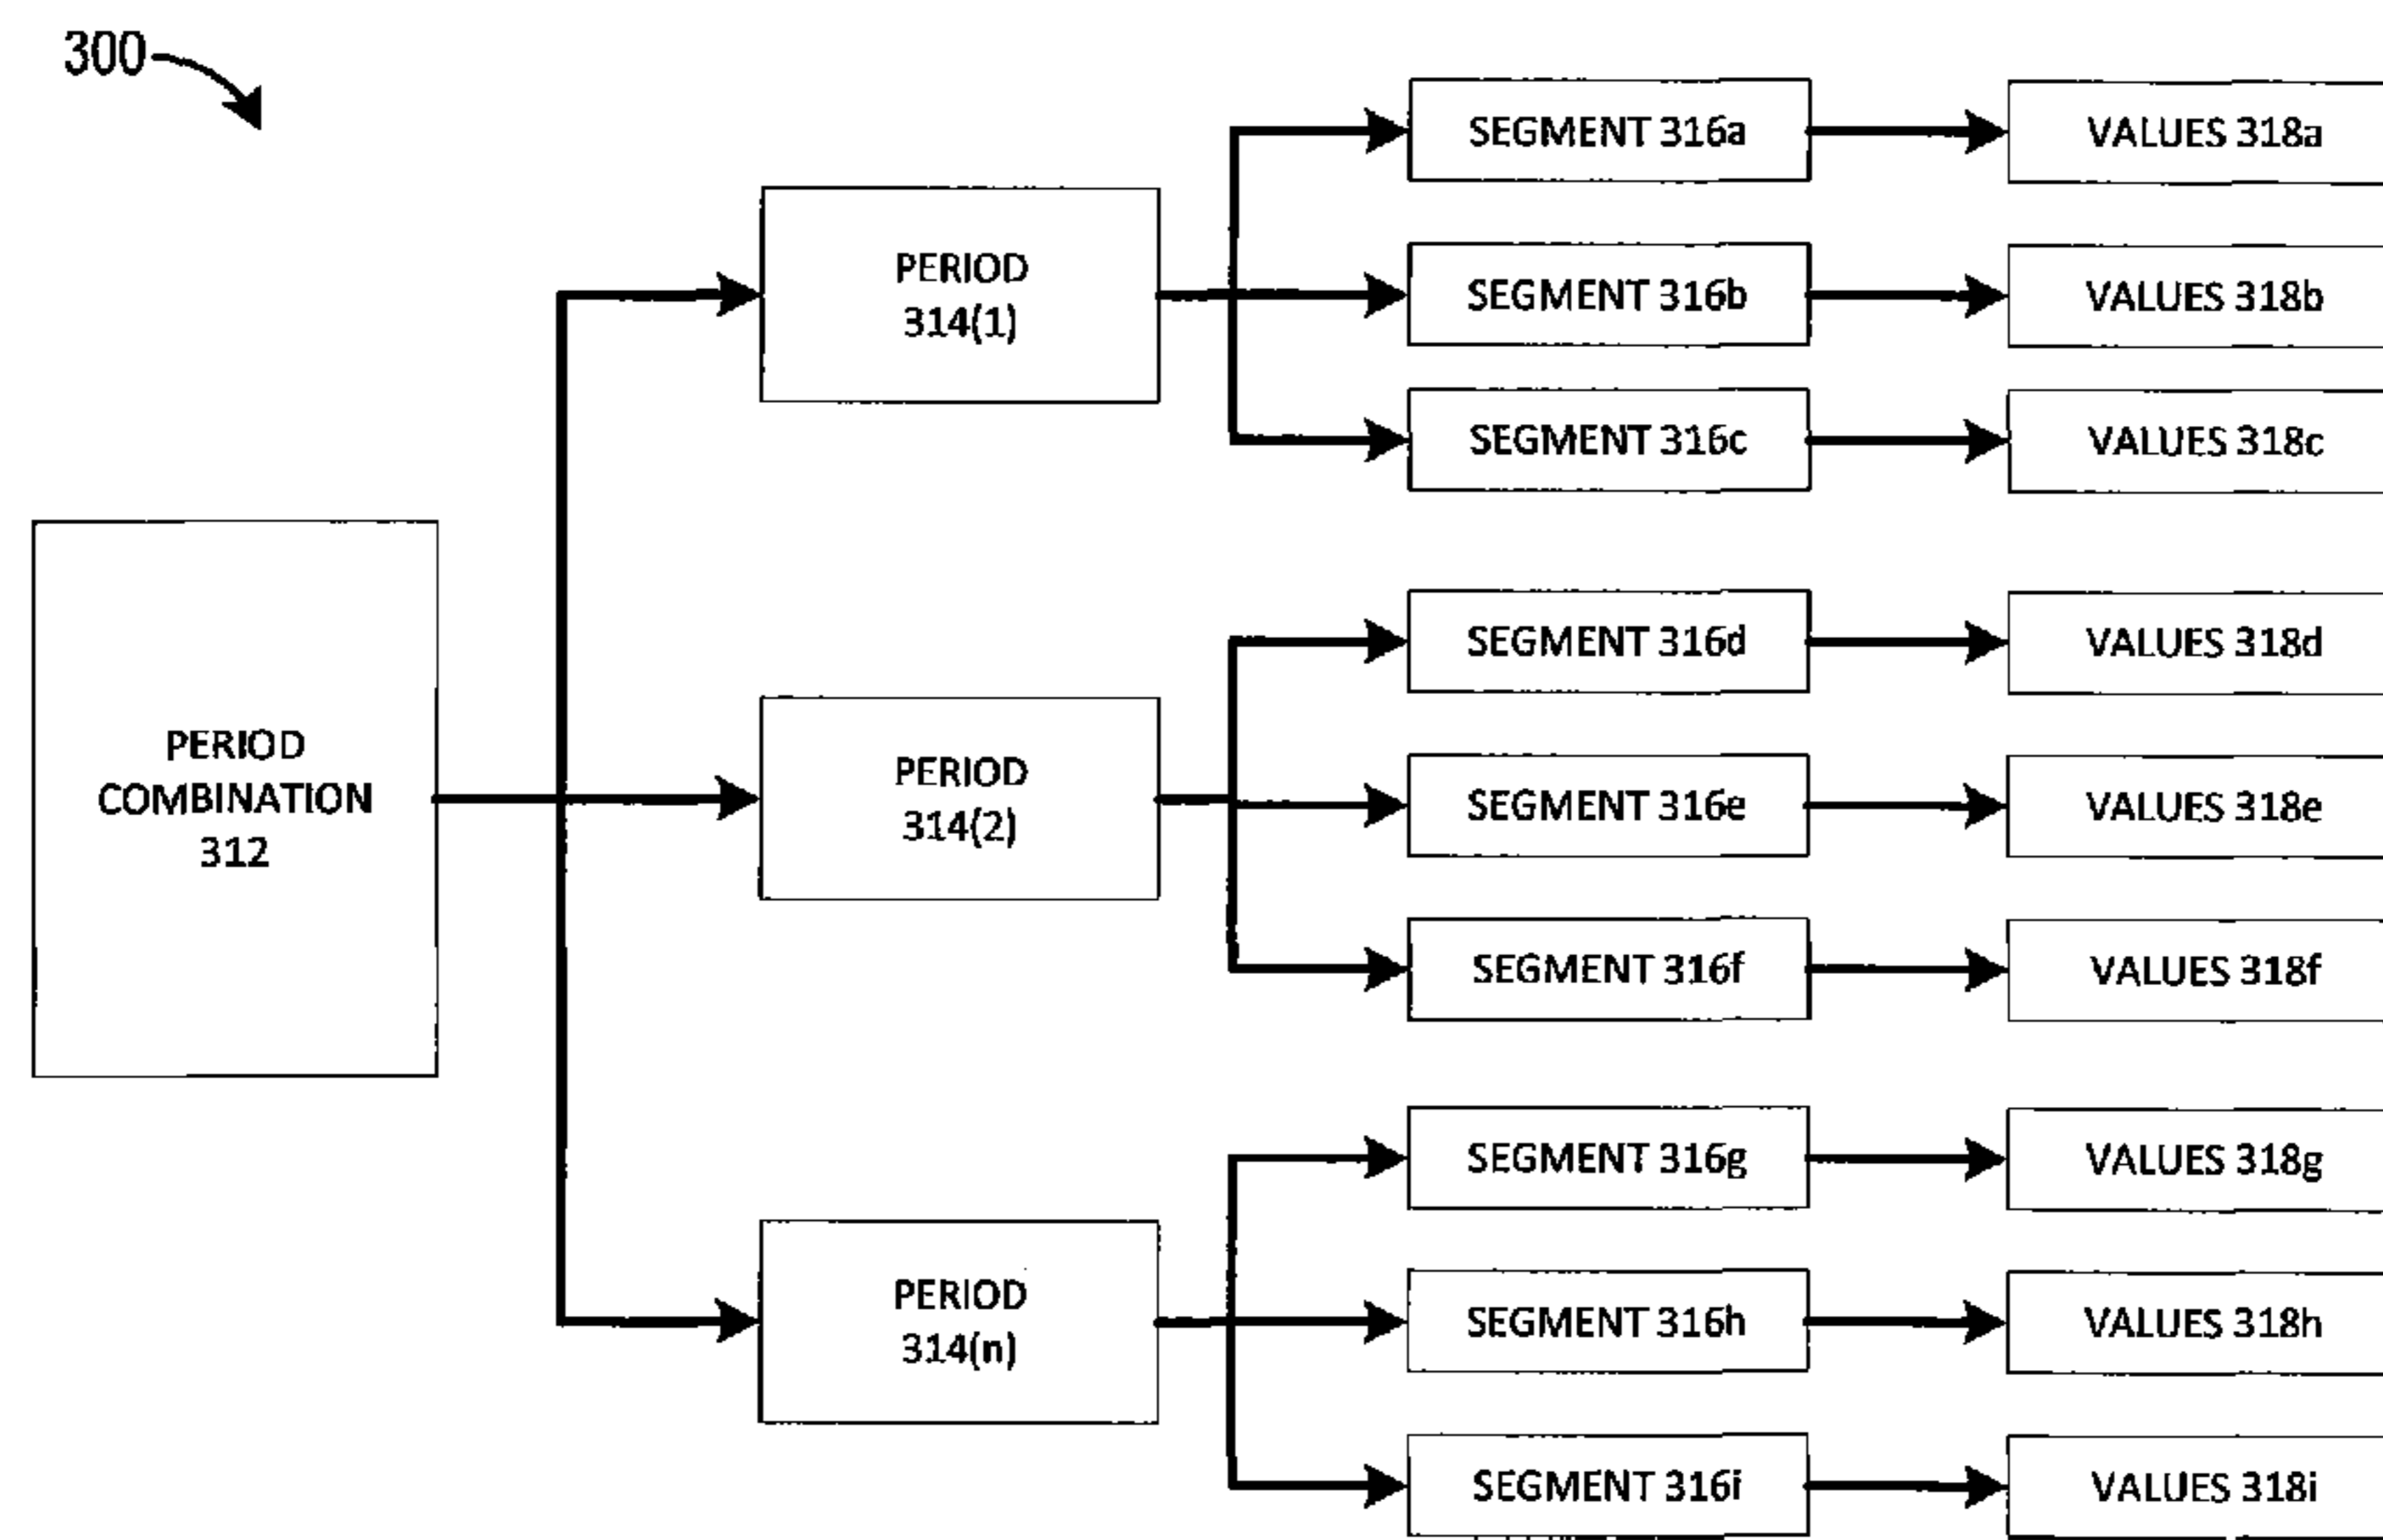 300
SEGMENT 316a
VALUES 318a
PERIOD
314(1)
SEGMENT 316b
VALUES 318b
SEGMENT 316c
VALUES 318c
PERIOD
COMBINATION
312
PERIOD
314(2)
SEGMENT 316d
VALUES 318d
SEGMENT 316e
VALUES 318e
SEGMENT 316f
VALUES 318f
PERIOD
314(n)
SEGMENT 316g
VALUES 318g
SEGMENT 316h
VALUES 318h
SEGMENT 316i
VALUES 318i